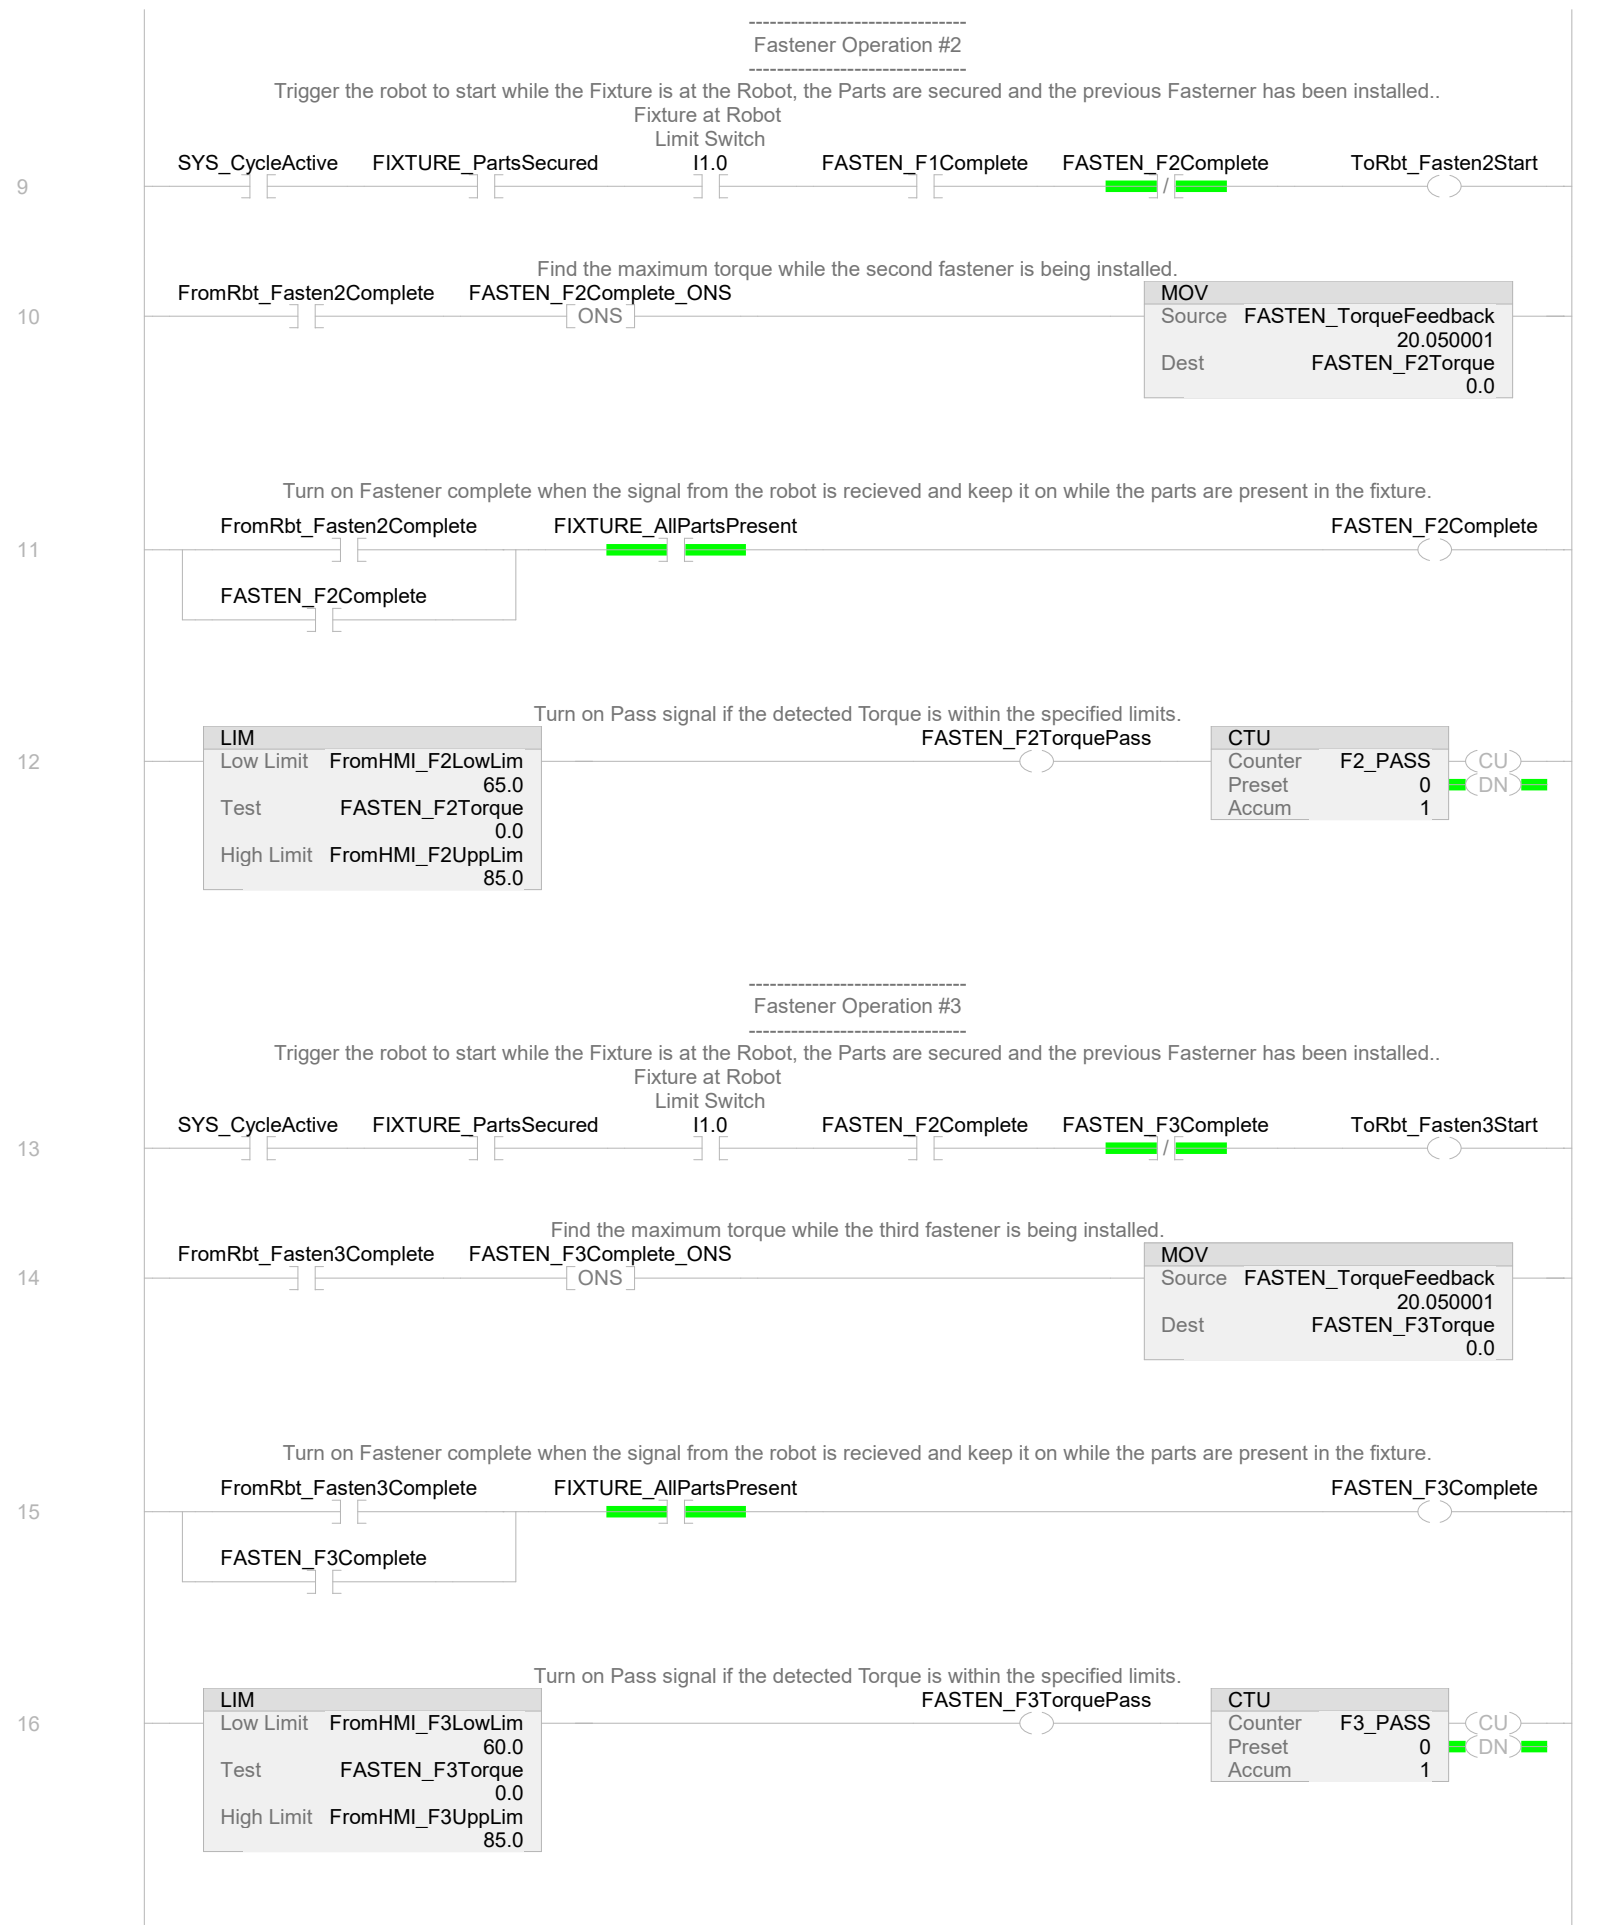 -------------------------------
Fastener Operation #2
-------------------------------
Trigger the robot to start while the Fixture is at the Robot, the Parts are secured and the previous Fasterner has been installed..
Fixture at Robot
Limit Switch
SYS_CycleActive FIXTURE_PartsSecured I1.0 FASTEN_F1Complete FASTEN_F2Complete ToRbt_Fasten2Start
9 /
Find the maximum torque while the second fastener is being installed.
FromRbt_Fasten2Complete FASTEN_F2Complete_ONS MOV
10 ONS Source FASTEN_TorqueFeedback
20.050001
Dest FASTEN_F2Torque
0.0
Turn on Fastener complete when the signal from the robot is recieved and keep it on while the parts are present in the fixture.
FromRbt_Fasten2Complete FIXTURE_AllPartsPresent FASTEN_F2Complete
11
FASTEN_F2Complete
Turn on Pass signal if the detected Torque is within the specified limits.
LIM FASTEN_F2TorquePass CTU
12 Low Limit FromHMI_F2LowLim Counter F2_PASS CU
65.0 Preset 0 DN
Test FASTEN_F2Torque Accum 1
0.0
High Limit FromHMI_F2UppLim
85.0
-------------------------------
Fastener Operation #3
-------------------------------
Trigger the robot to start while the Fixture is at the Robot, the Parts are secured and the previous Fasterner has been installed..
Fixture at Robot
Limit Switch
SYS_CycleActive FIXTURE_PartsSecured I1.0 FASTEN_F2Complete FASTEN_F3Complete ToRbt_Fasten3Start
13 /
Find the maximum torque while the third fastener is being installed.
FromRbt_Fasten3Complete FASTEN_F3Complete_ONS MOV
14 ONS Source FASTEN_TorqueFeedback
20.050001
Dest FASTEN_F3Torque
0.0
Turn on Fastener complete when the signal from the robot is recieved and keep it on while the parts are present in the fixture.
FromRbt_Fasten3Complete FIXTURE_AllPartsPresent FASTEN_F3Complete
15
FASTEN_F3Complete
Turn on Pass signal if the detected Torque is within the specified limits.
LIM FASTEN_F3TorquePass CTU
16 Low Limit FromHMI_F3LowLim Counter F3_PASS CU
60.0 Preset 0 DN
Test FASTEN_F3Torque Accum 1
0.0
High Limit FromHMI_F3UppLim
85.0